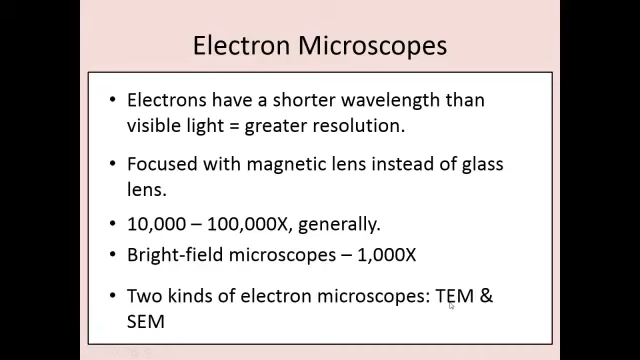 Electron Microscopes
• Electrons have a shorter wavelength than
visible light = greater resolution.
• Focused with magnetic lens instead of glass
lens.
• 10,000 – 100,000X, generally.
• Bright-field microscopes – 1,000X
• Two kinds of electron microscopes: TEM &
SEM